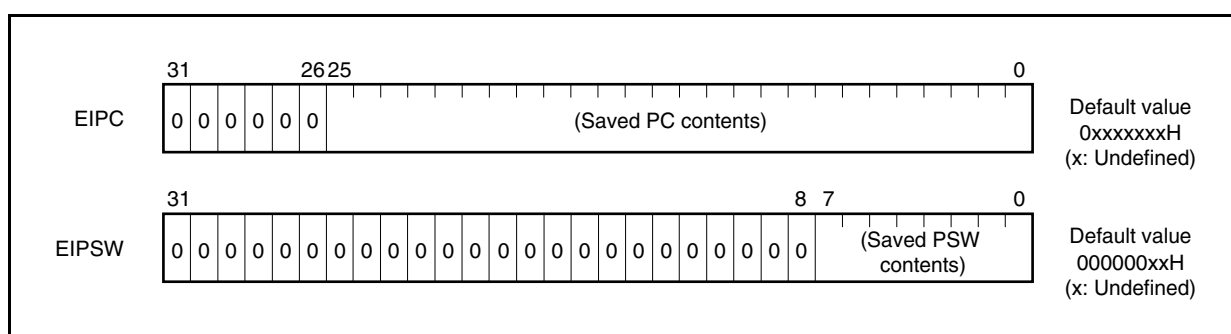 31 26 25 0
EIPC 0 0 0 0 0 0 (Saved PC contents) Default value
0xxxxxxxH
(x: Undefined)
31 8 7 0
EIPSW 0 0 0 0 0 0 0 0 0 0 0 0 0 0 0 0 0 0 0 0 0 0 0 0 (Saved PSW
contents) Default value
000000xxH
(x: Undefined)